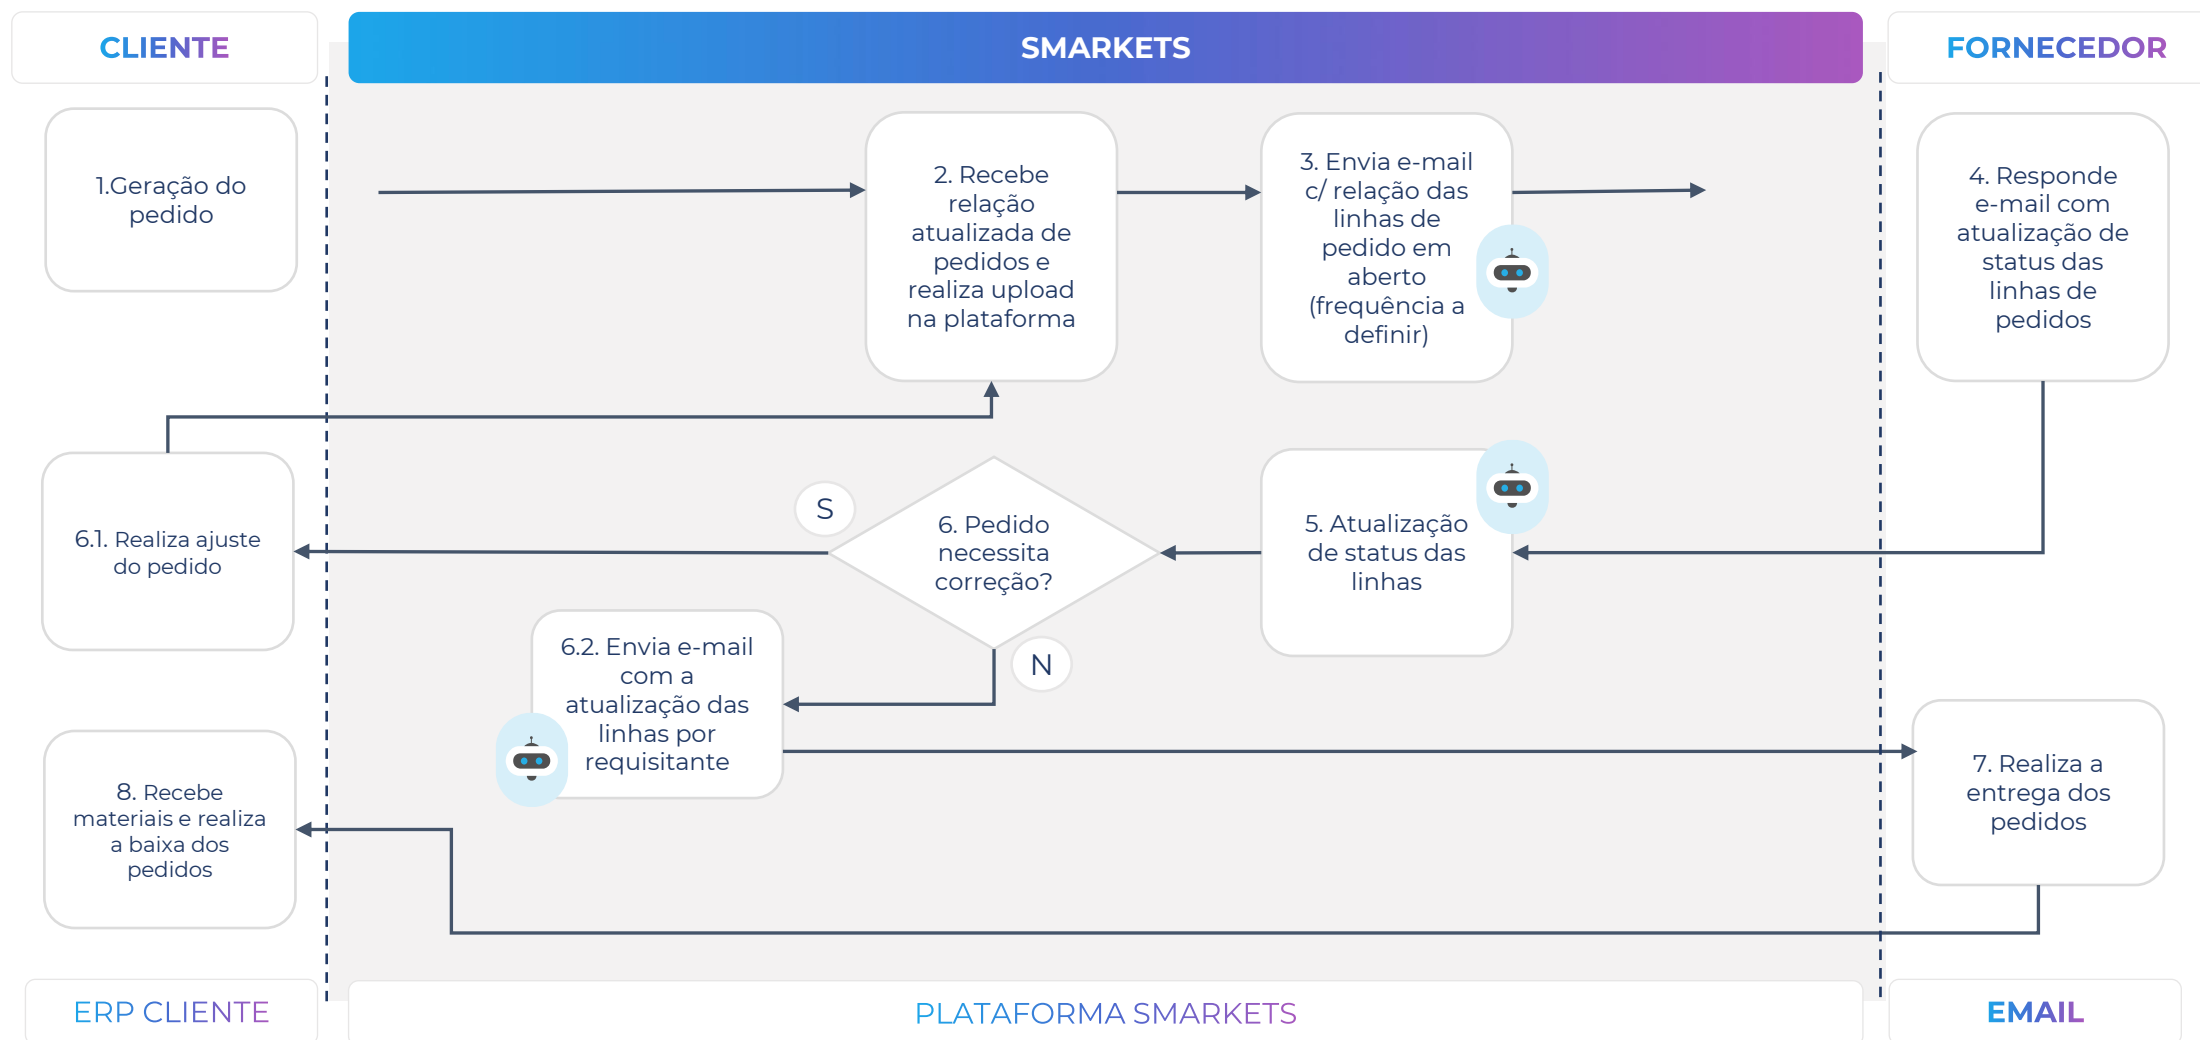 CLIENTE
SMARKETS
FORNECEDOR
1.Geração do
pedido
2. Recebe
relação
atualizada de
pedidos e
realiza upload
na plataforma
3. Envia e-mail
c/ relação das
linhas de
pedido em
aberto
(frequência a
definir)
4. Responde
e-mail com
atualização de
status das
linhas de
pedidos
5. Atualização
de status das
linhas
6. Pedido
necessita
correção?
S
N
6.1. Realiza ajuste
do pedido
6.2. Envia e-mail
com a
atualização das
linhas por
requisitante
7. Realiza a
entrega dos
pedidos
8. Recebe
materiais e realiza
a baixa dos
pedidos
ERP CLIENTE
PLATAFORMA SMARKETS
EMAIL